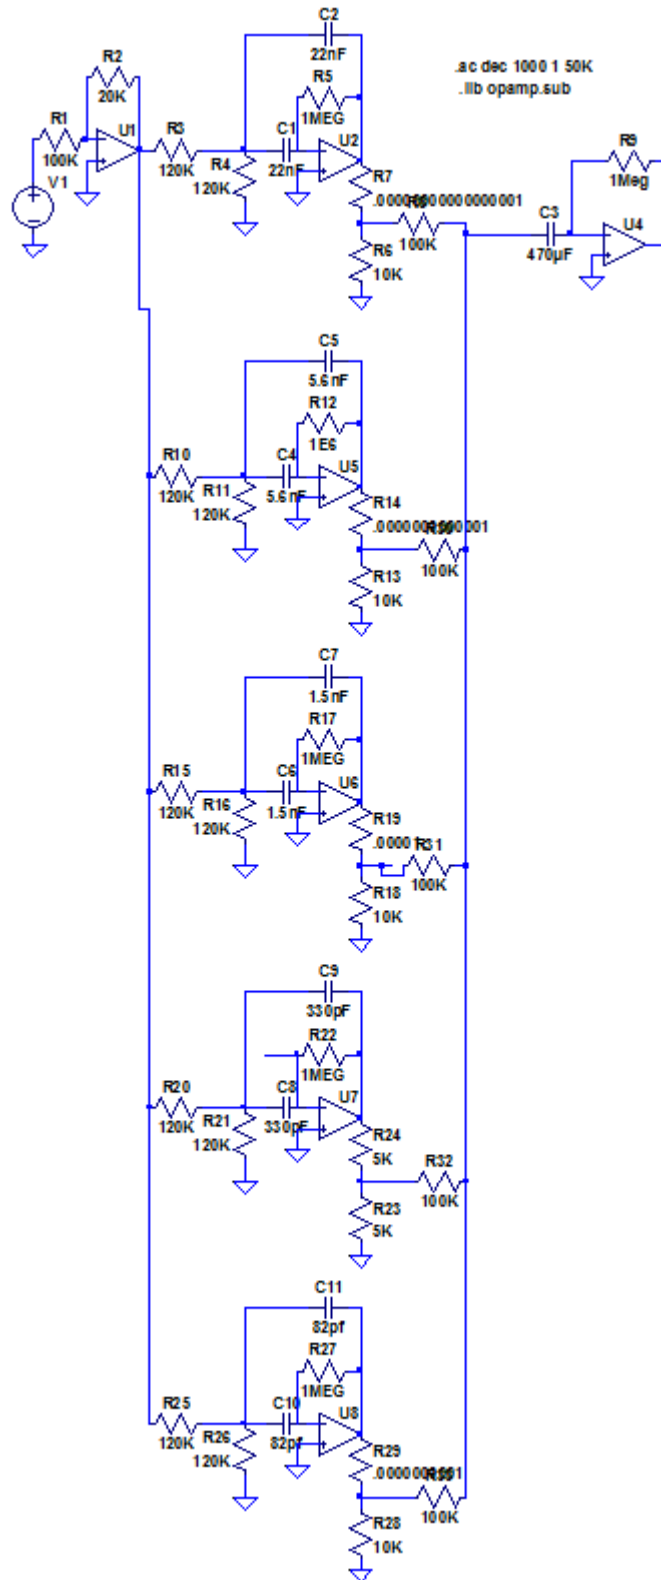 C2
22nF
.ac dec 1000 1 50K
.lib opamp.sub
R2
20K
R5
1MEG
R9
1Meg
R1
100K
U1
R3
120K
C1
22nF
U2
R4
120K
V1
R7
.00000000000000001
100K
R6
10K
C3
470µF
U4
C5
5.6nF
R12
1E6
R10
120K
C4
5.6nF
U5
R11
120K
R14
.0000000000001
100K
R13
10K
C7
1.5nF
R17
1MEG
R15
120K
C6
1.5nF
U6
R16
120K
R19
R31
100K
R18
10K
C9
330pF
R22
1MEG
R20
120K
C8
330pF
U7
R21
120K
R24
5K
R32
100K
R23
5K
C11
82pf
R27
1MEG
R25
120K
C10
82pf
U8
R26
120K
R29
100K
R28
10K